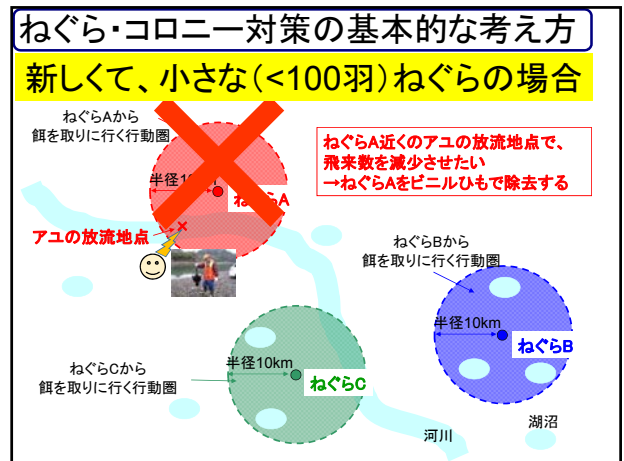 ねぐら・コロニー対策の基本的な考え方
新しくて、小さな(<100羽)ねぐらの場合
ねぐらAから
餌を取りに行く行動圏
ねぐらA近くのアユの放流地点で、
飛来数を減少させたい
→ねぐらAをビニルひもで除去する
半径1
ねぐらA
アユの放流地点
ねぐらBから
餌を取りに行く行動圏
半径10km
ねぐらB
半径10km
ねぐらCから
餌を取りに行く行動圏
ねぐらC
湖沼
河川